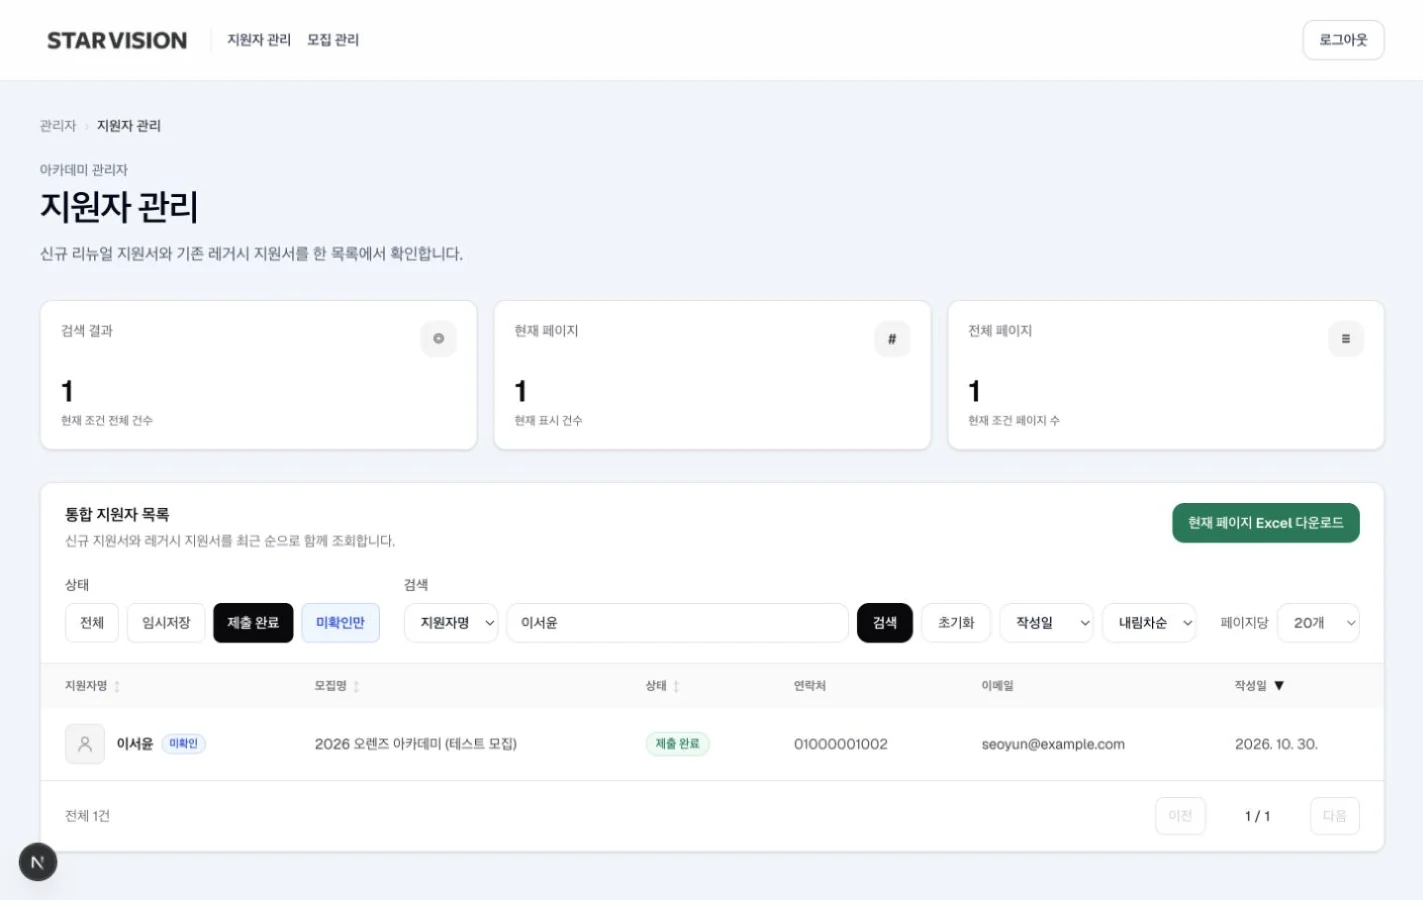 STARVISION
지원자 관리
모집 관리
로그아웃
관리자 › 지원자 관리
아카데미 관리자
지원자 관리
신규 리뉴얼 지원서와 기존 레거시 지원서를 한 목록에서 확인합니다.
검색 결과
1
현재 조건 전체 건수
현재 페이지
#
1
현재 표시 건수
전체 페이지
1
현재 조건 페이지 수
통합 지원자 목록
신규 지원서와 레거시 지원서를 최근 순으로 함께 조회합니다.
현재 페이지 Excel 다운로드
상태
검색
전체
임시저장
제출 완료
미확인만
지원자명
이서윤
검색
초기화
작성일
내림차순
페이지당
20개
지원자명
모집명
상태
연락처
이메일
작성일 ▼
이서윤
미확인
2026 오렌즈 아카데미 (테스트 모집)
제출 완료
01000001002
seoyun@example.com
2026. 10. 30.
전체 1건
이전
1 / 1
다음
N